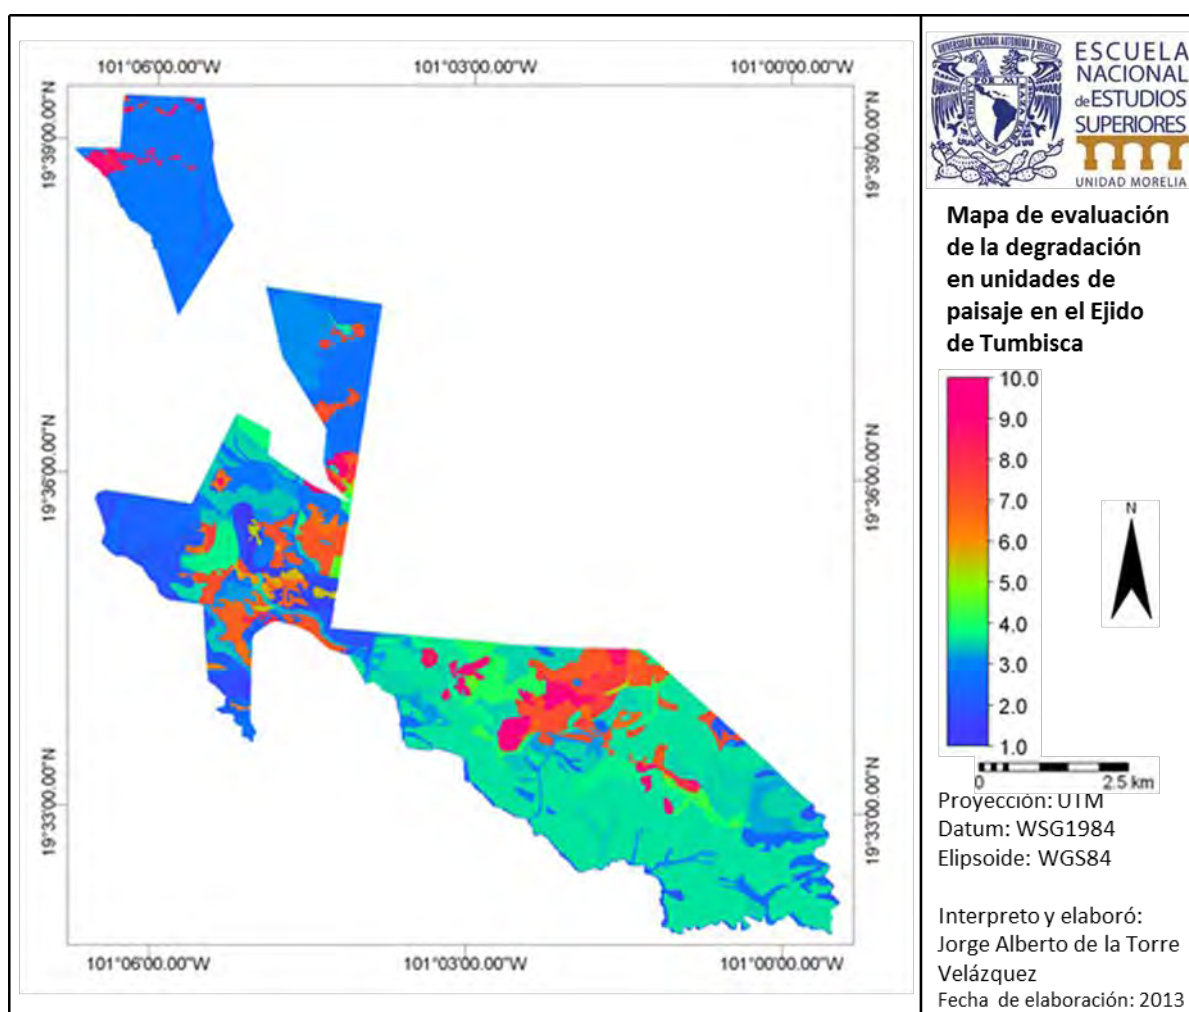 101°06'00.00"W
101°03'00.00"W
101°00'00.00"W
19°39'00.00"N
19°39'00.00"N
19°36'00.00"N
19°36'00.00"N
19°33'00.00"N
19°33'00.00"N
101°06'00.00"W
101°03'00.00"W
101°00'00.00"W
UNIVERSIDAD NACIONAL AUTONOMA D MEXICO
ESCUELA
NACIONAL
de ESTUDIOS
SUPERIORES
UNIDAD MORELIA
Mapa de evaluación
de la degradación
en unidades de
paisaje en el Ejido
de Tumbisca
10.0
9.0
8.0
7.0
6.0
5.0
4.0
3.0
2.0
1.0
N
0 2.5 km
Proyección: UTM
Datum: WSG1984
Elipsoide: WGS84
Interpreto y elaboró:
Jorge Alberto de la Torre
Velázquez
Fecha de elaboración: 2013